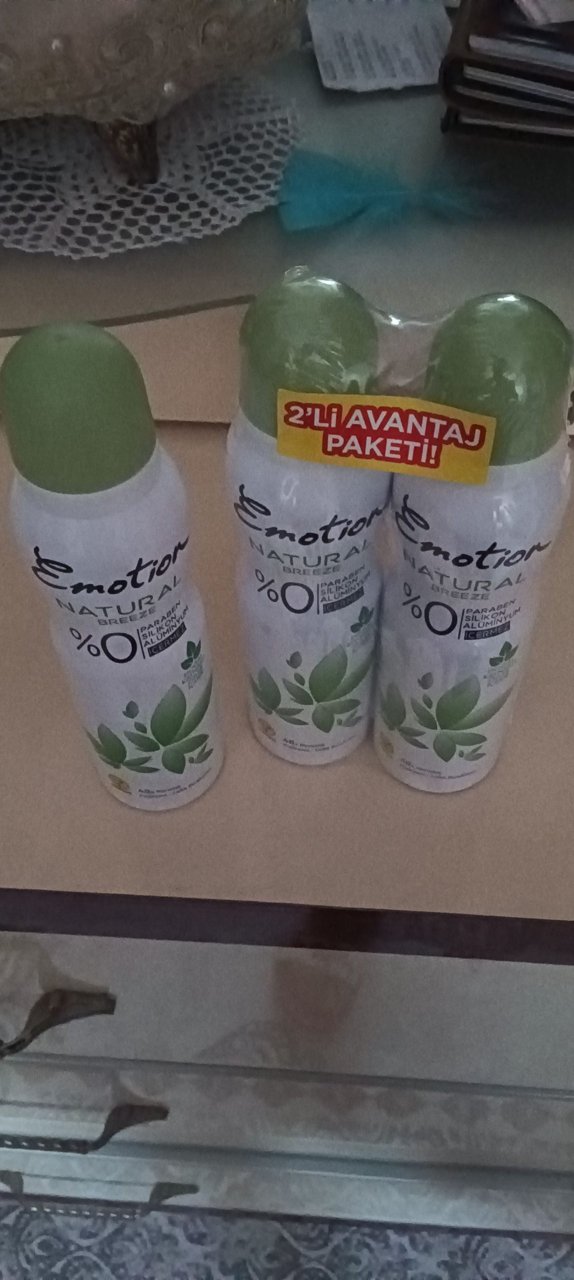 Emotion
NATURAL
BREEZE
%0
PARABEN
SİLİKON
ALÜMİNYUM
İÇERMEZ
2'Lİ AVANTAJ
PAKETİ!
Emotion
NATURAL
BREEZE
%0
PARABEN
SİLİKON
ALÜMİNYUM
İÇERMEZ
Emotion
NATURAL
BREEZE
%0
PARABEN
SİLİKON
ALÜMİNYUM
İÇERMEZ